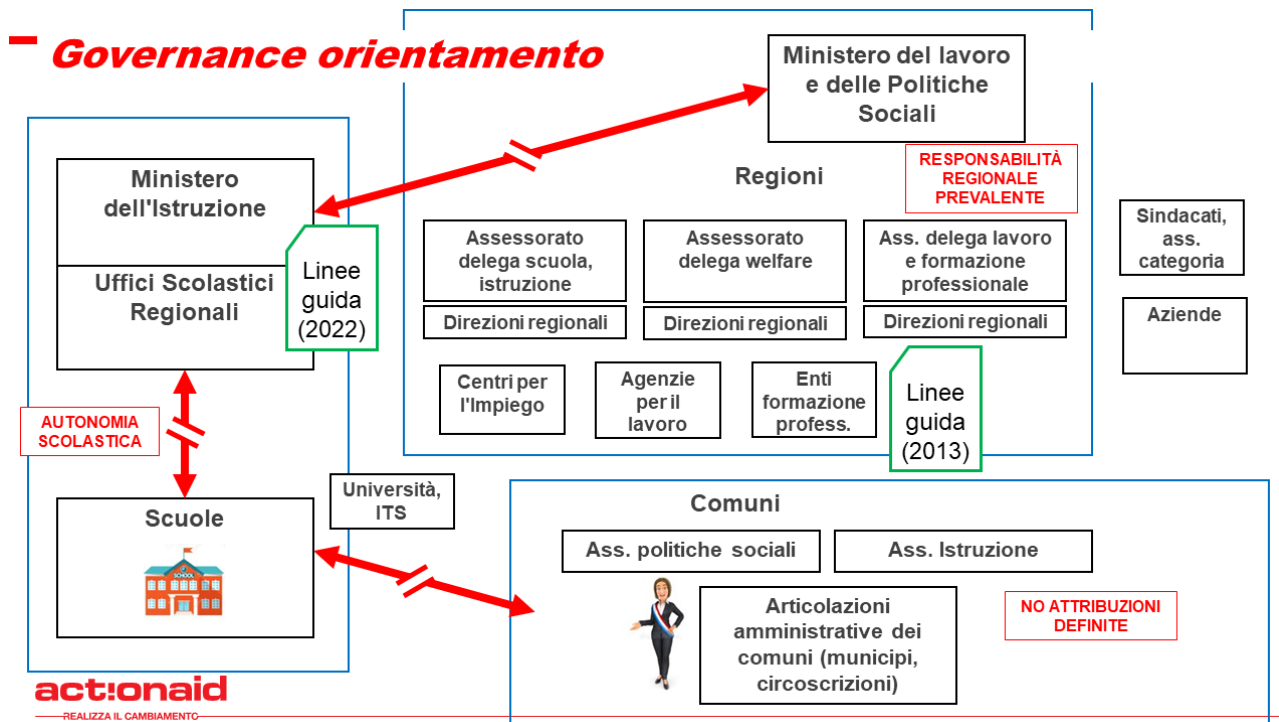 Governance orientamento
Ministero del lavoro
e delle Politiche
Sociali
RESPONSABILITÀ
REGIONALE
PREVALENTE
Ministero
dell'Istruzione
Uffici Scolastici
Regionali
Linee
guida
(2022)
AUTONOMIA
SCOLASTICA
Scuole
SCHOOL
Università,
ITS
Regioni
Assessorato
delega scuola,
istruzione
Direzioni regionali
Assessorato
delega welfare
Direzioni regionali
Ass. delega lavoro
e formazione
professionale
Direzioni regionali
Centri per
l'Impiego
Agenzie
per il
lavoro
Enti
formazione
profess.
Linee
guida
(2013)
Sindacati,
ass.
categoria
Aziende
Comuni
Ass. politiche sociali
Ass. Istruzione
Articolazioni
amministrative dei
comuni (municipi,
circoscrizioni)
NO ATTRIBUZIONI
DEFINITE
act!onaid
REALIZZA IL CAMBIAMENTO